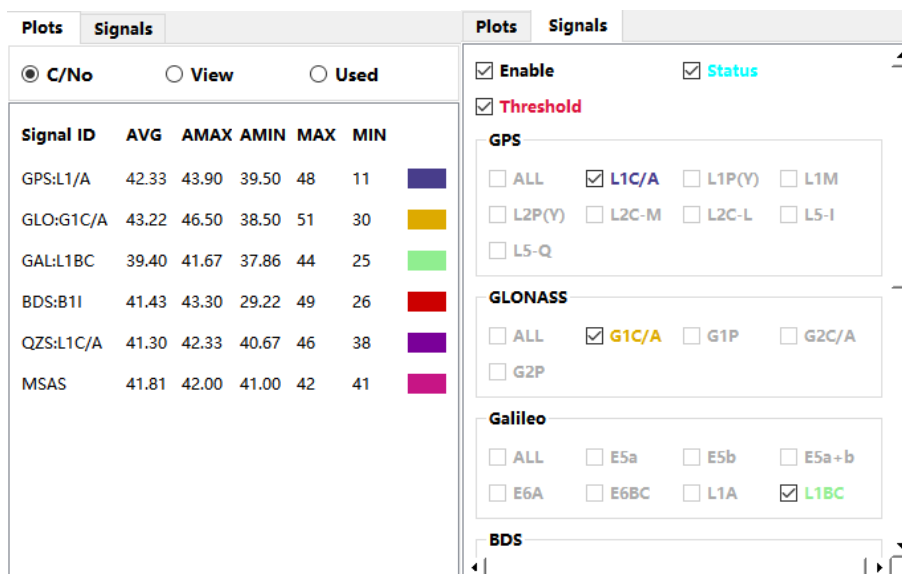 Plots Signals
C/No View Used
Signal ID AVG AMAX AMIN MAX MIN
GPS:L1/A 42.33 43.90 39.50 48 11
GLO:G1C/A 43.22 46.50 38.50 51 30
GAL:L1BC 39.40 41.67 37.86 44 25
BDS:B1I 41.43 43.30 29.22 49 26
QZS:L1C/A 41.30 42.33 40.67 46 38
MSAS 41.81 42.00 41.00 42 41
Plots Signals
Enable Status
Threshold
GPS
ALL L1C/A L1P(Y) L1M
L2P(Y) L2C-M L2C-L L5-I
L5-Q
GLONASS
ALL G1C/A G1P G2C/A
G2P
Galileo
ALL E5a E5b E5a+b
E6A E6BC L1A L1BC
BDS